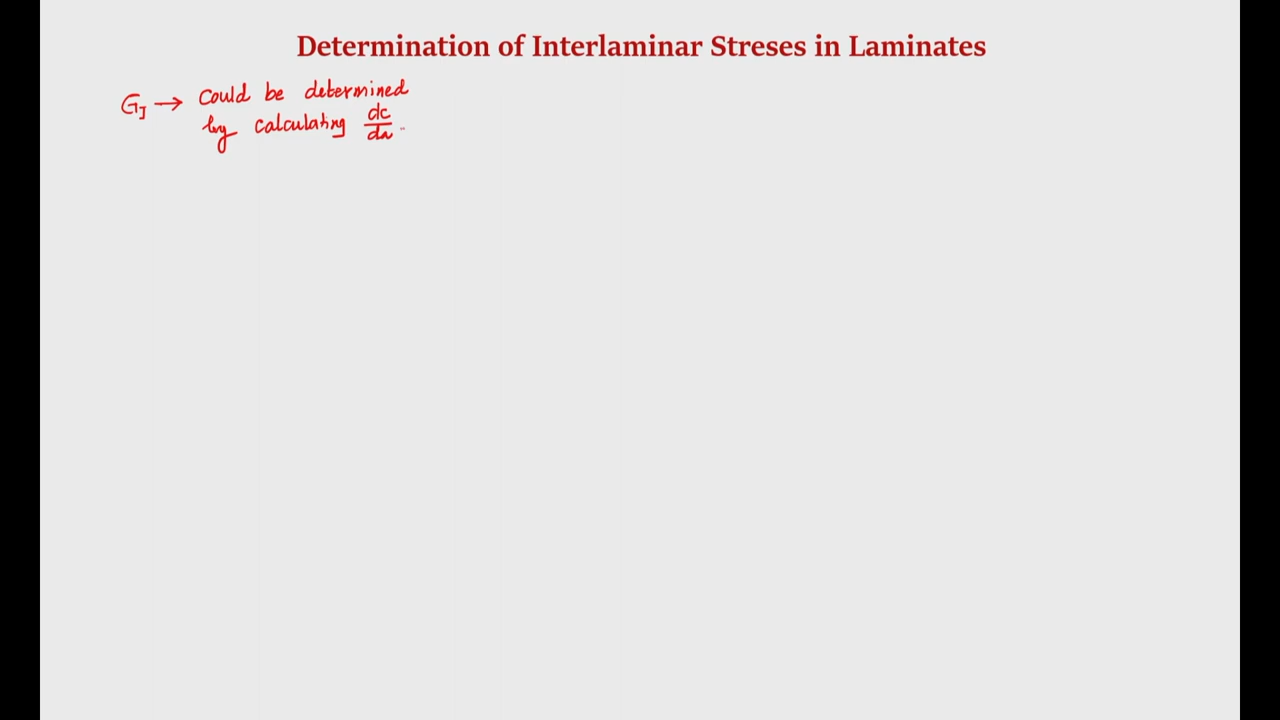 Determination of Interlaminar Streses in Laminates
G_I → could be determined
by calculating dc/da